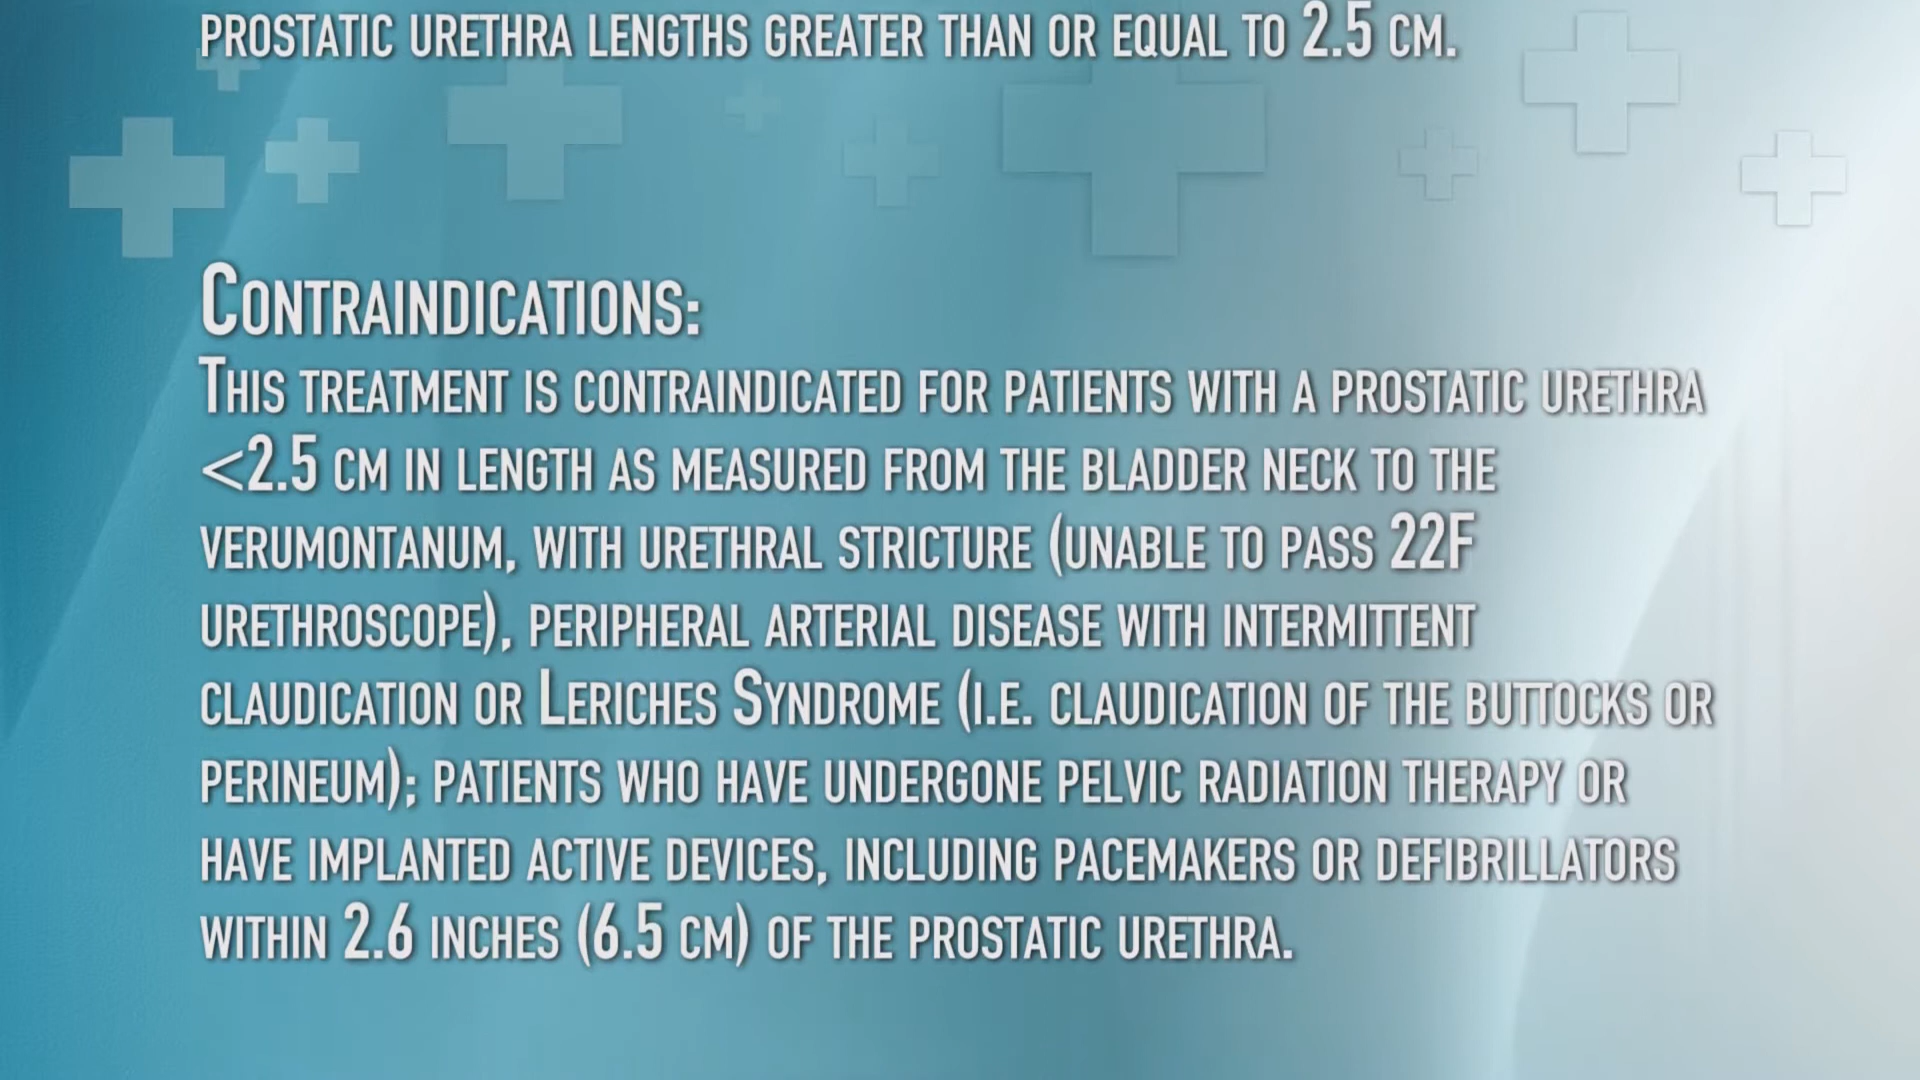 PROSTATIC URETHRA LENGTHS GREATER THAN OR EQUAL TO 2.5 CM.
CONTRAINDICATIONS:
THIS TREATMENT IS CONTRAINDICATED FOR PATIENTS WITH A PROSTATIC URETHRA
<2.5 CM IN LENGTH AS MEASURED FROM THE BLADDER NECK TO THE
VERUMONTANUM, WITH URETHRAL STRICTURE (UNABLE TO PASS 22F
URETHROSCOPE), PERIPHERAL ARTERIAL DISEASE WITH INTERMITTENT
CLAUDICATION OR LERICHES SYNDROME (I.E. CLAUDICATION OF THE BUTTOCKS OR
PERINEUM); PATIENTS WHO HAVE UNDERGONE PELVIC RADIATION THERAPY OR
HAVE IMPLANTED ACTIVE DEVICES, INCLUDING PACEMAKERS OR DEFIBRILLATORS
WITHIN 2.6 INCHES (6.5 CM) OF THE PROSTATIC URETHRA.